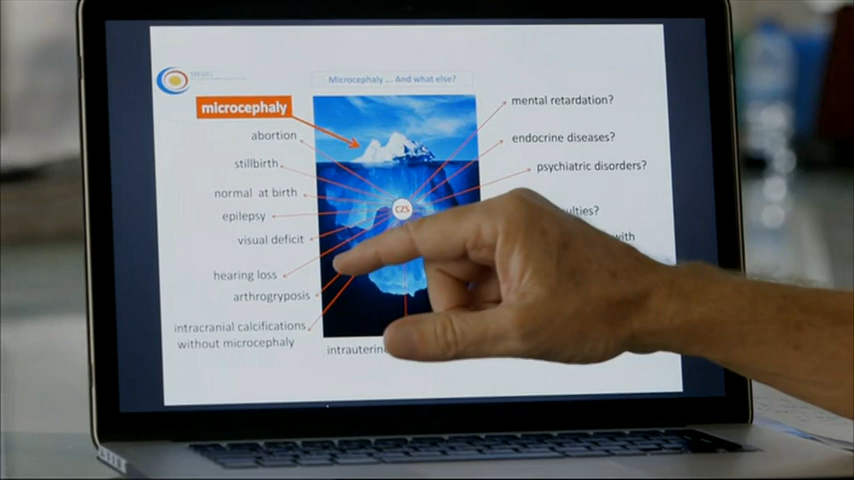 Microcephaly ... And what else?
microcephaly
abortion
stillbirth
normal at birth
epilepsy
visual deficit
hearing loss
arthrogryposis
intracranial calcifications
without microcephaly
CZS
mental retardation?
endocrine diseases?
psychiatric disorders?
with